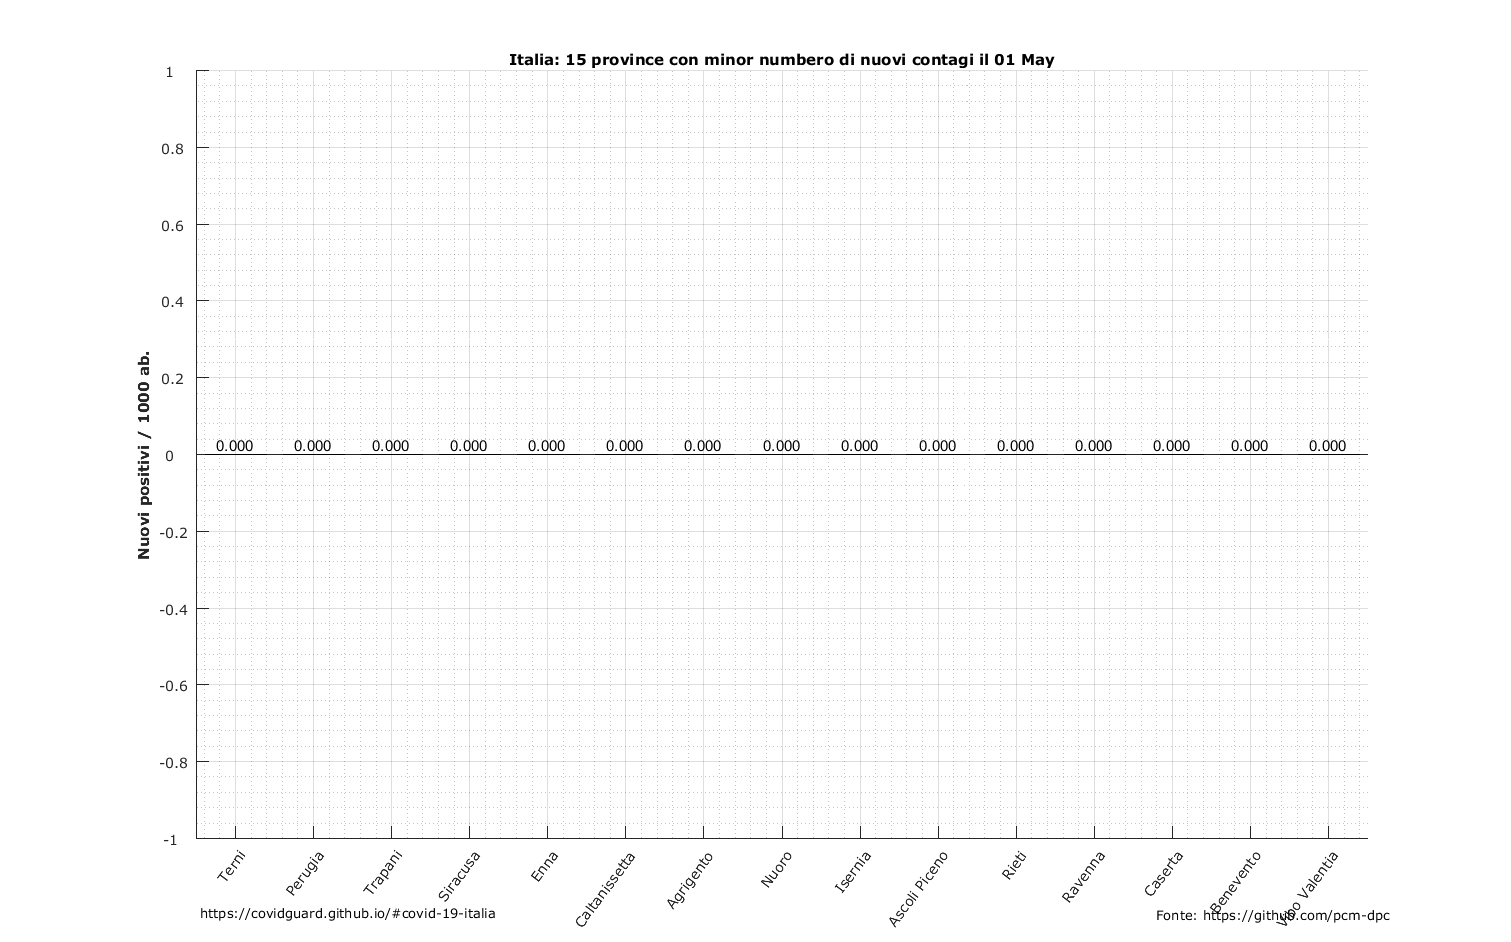 Italia: 15 province con minor numbero di nuovi contagi il 01 May
Nuovi positivi / 1000 ab.
1
0.8
0.6
0.4
0.2
0
-0.2
-0.4
-0.6
-0.8
-1
0.000 0.000 0.000 0.000 0.000 0.000 0.000 0.000 0.000 0.000 0.000 0.000 0.000 0.000 0.000
Terni Perugia Trapani Siracusa Enna Caltanissetta Agrigento Nuoro Isernia Ascoli Piceno Rieti Ravenna Caserta Benevento Vibo Valentia
https://covidguard.github.io/#covid-19-italia
Fonte: https://github.com/pcm-dpc